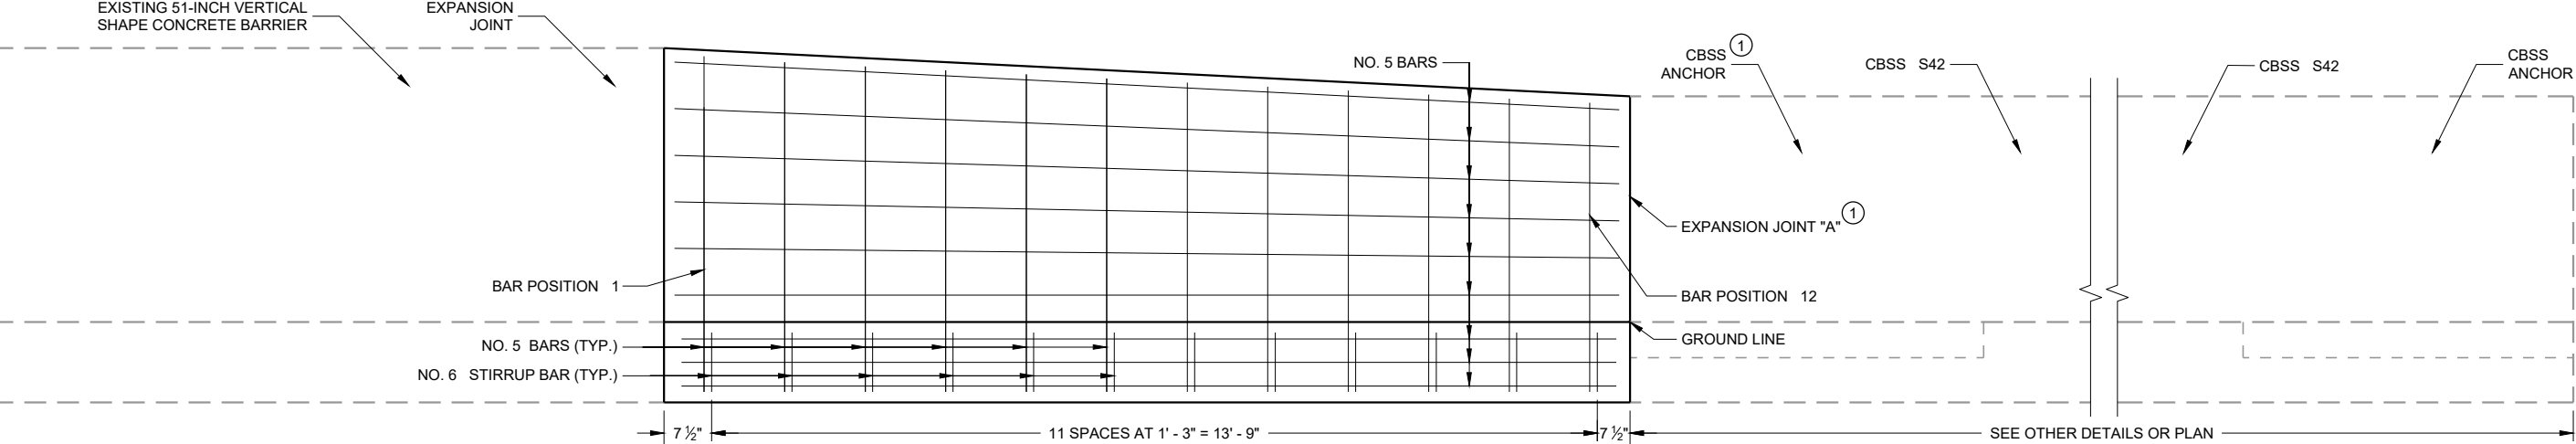 EXISTING 51-INCH VERTICAL
SHAPE CONCRETE BARRIER
EXPANSION
JOINT
NO. 5 BARS
CBSS 1
ANCHOR
CBSS S42
CBSS S42
CBSS
ANCHOR
EXPANSION JOINT "A" 1
BAR POSITION 1
BAR POSITION 12
GROUND LINE
NO. 5 BARS (TYP.)
NO. 6 STIRRUP BAR (TYP.)
7 ½"
11 SPACES AT 1' - 3" = 13' - 9"
7 ½"
SEE OTHER DETAILS OR PLAN